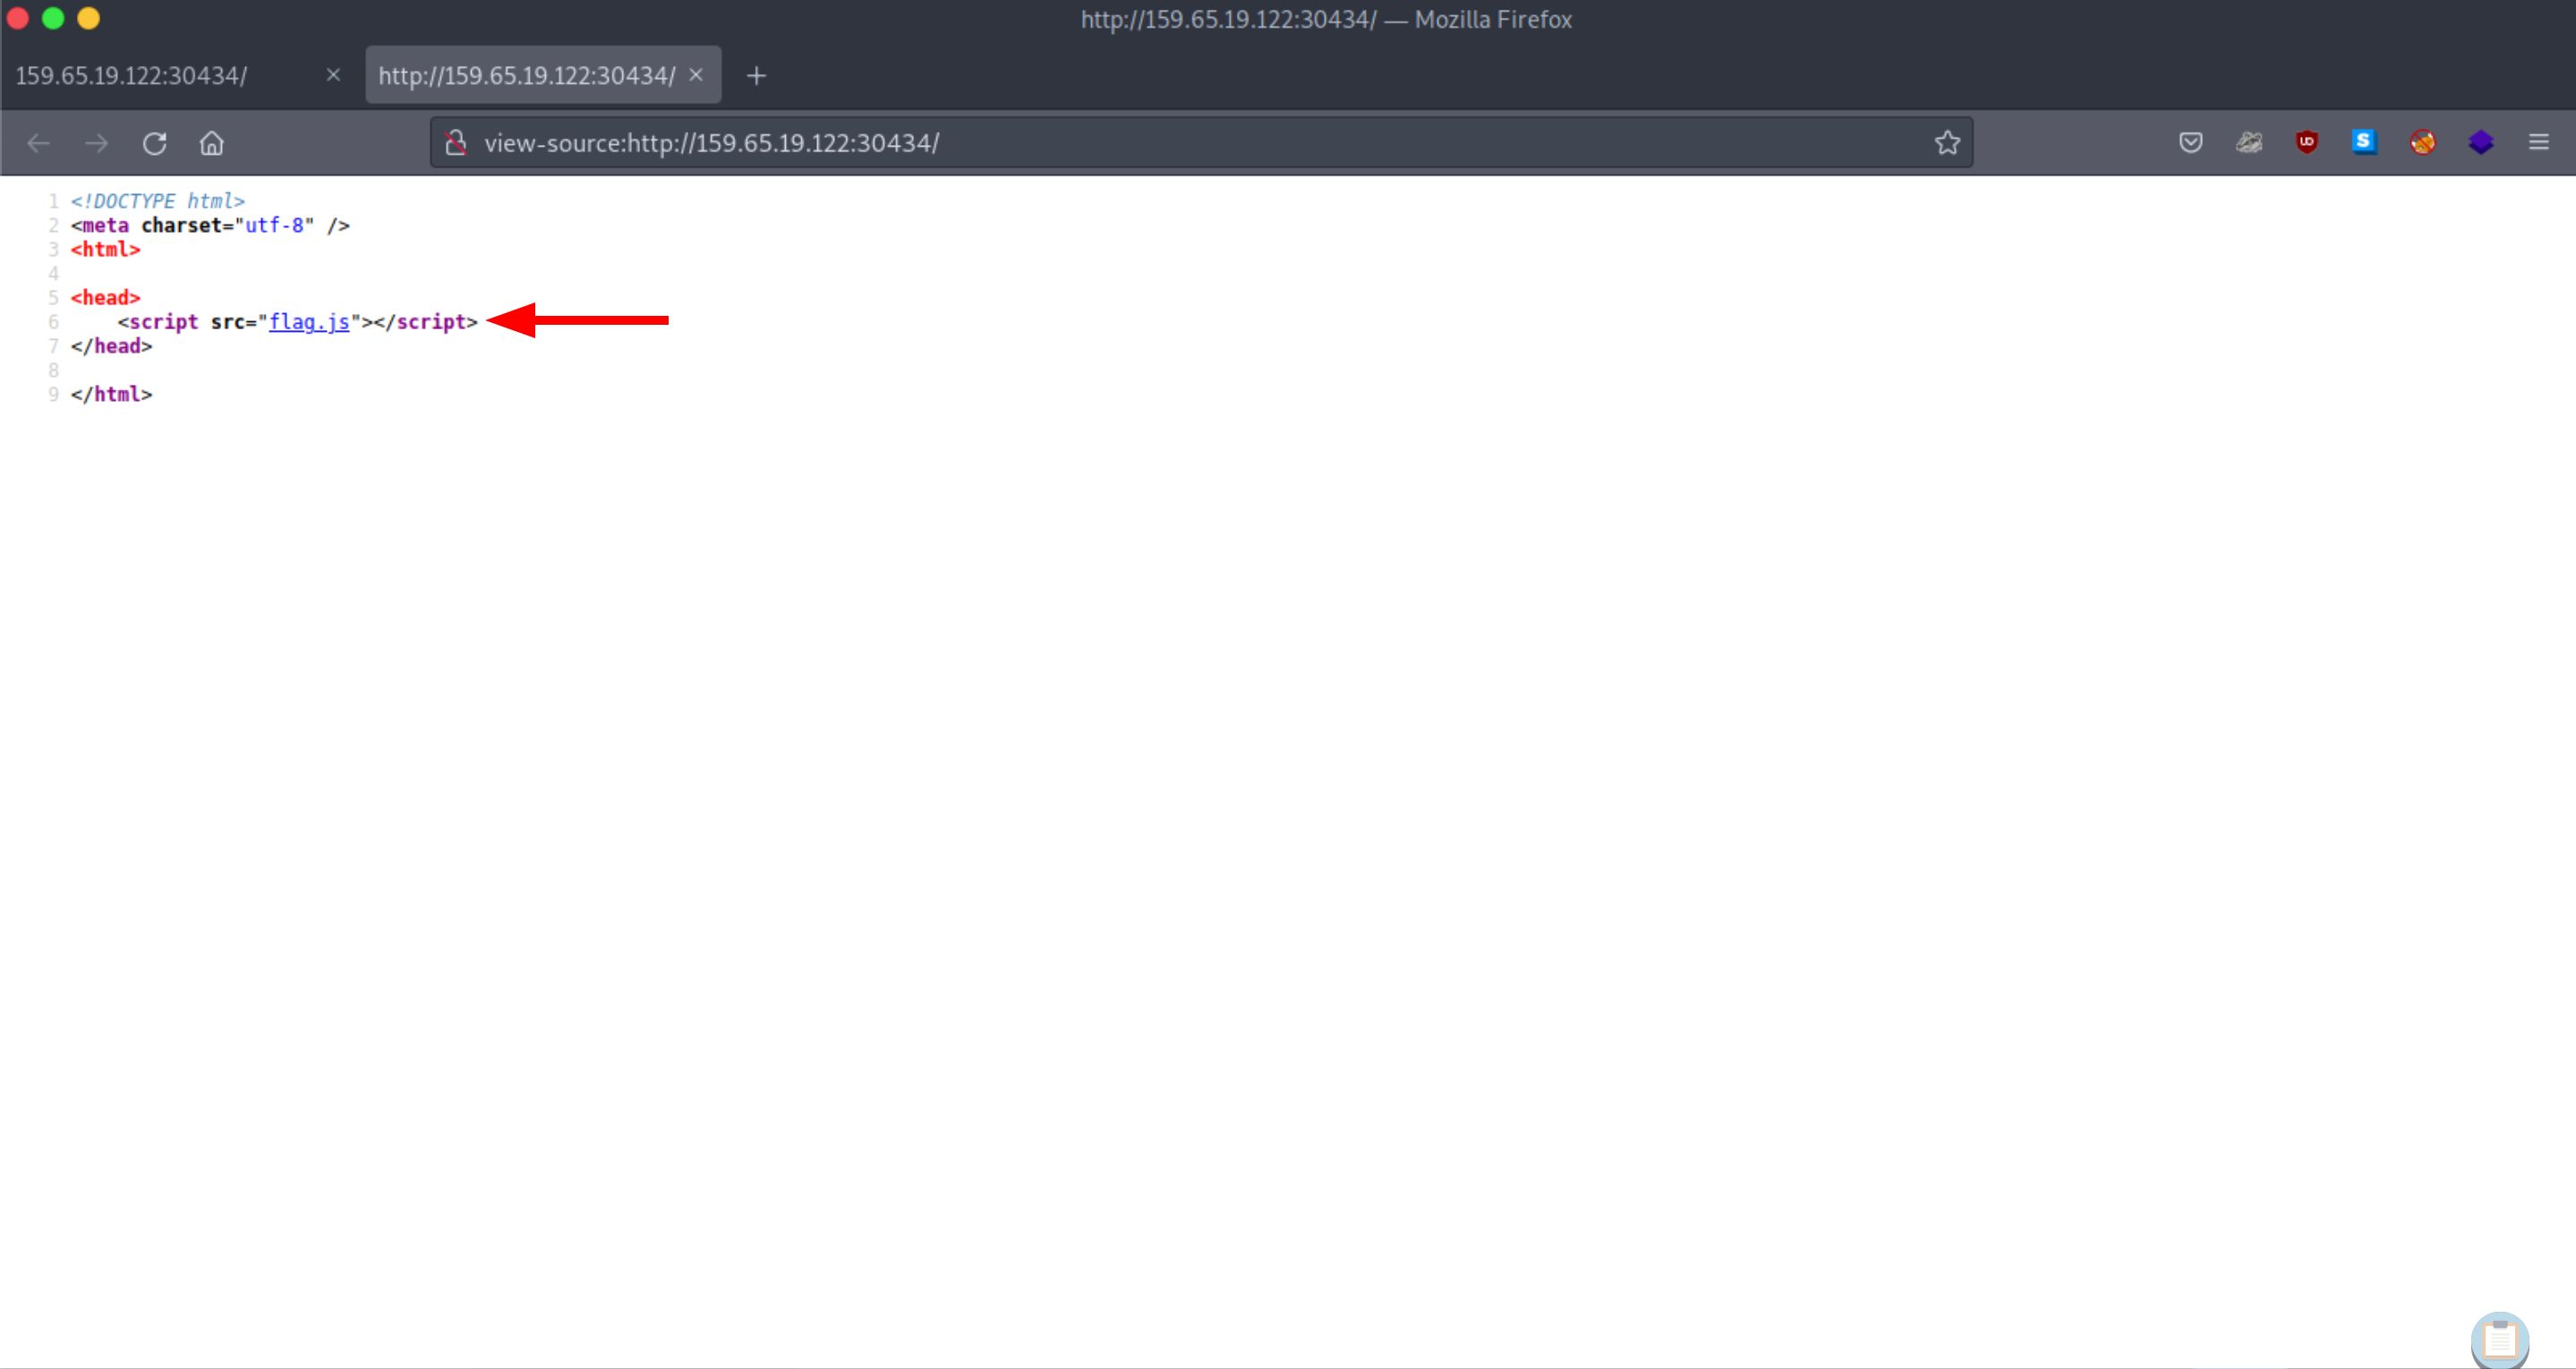 http://159.65.19.122:30434/ — Mozilla Firefox
159.65.19.122:30434/ × http://159.65.19.122:30434/ × +
view-source:http://159.65.19.122:30434/
1 <!DOCTYPE html>
2 <meta charset="utf-8" />
3 <html>
4
5 <head>
6     <script src="flag.js"></script>
7 </head>
8
9 </html>